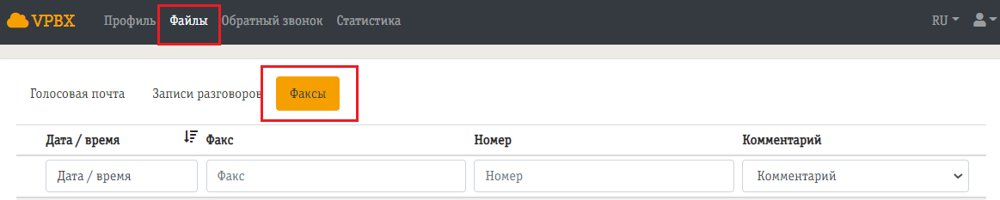 VPBX Профиль Файлы Обратный звонок Статистика RU
Голосовая почта Записи разговоров Факсы
Дата / время Факс Номер Комментарий
Дата / время Факс Номер Комментарий